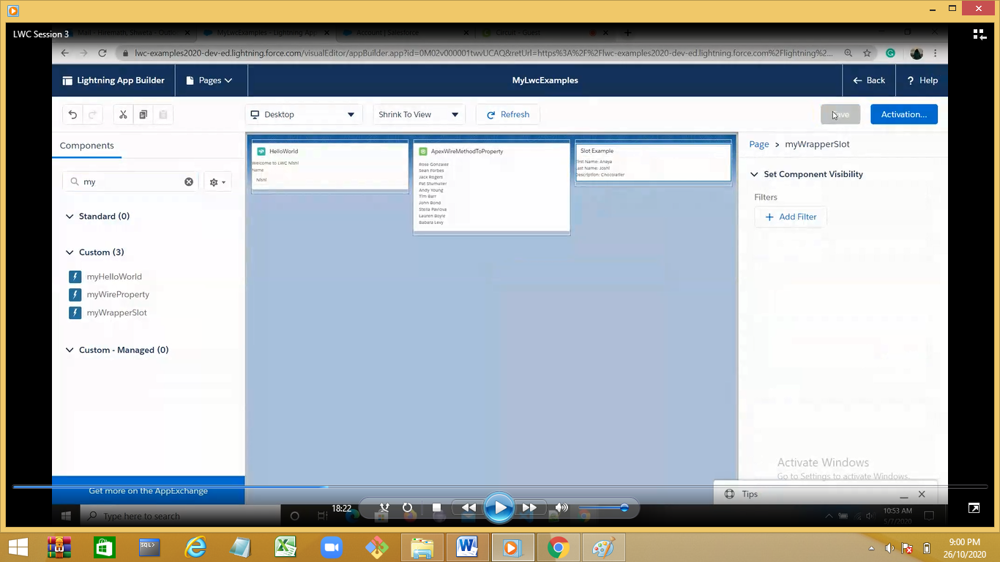 LWC Session 3
Mail - Hiremath, Shweta - Outlo
MyLwcExamples - Lightning App
Account | Salesforce
Circuit - Guest
lwc-examples2020-dev-ed.lightning.force.com/visualEditor/appBuilder.app?id=0M02v000001twvUCAQ&retUrl=https%3A%2F%2Flwc-examples2020-dev-ed.lightning.force.com%2Flightning%2...
Lightning App Builder
Pages
MyLwcExamples
Back
? Help
Desktop
Shrink To View
Refresh
Save
Activation...
Components
my
Standard (0)
Custom (3)
myHelloWorld
myWireProperty
myWrapperSlot
Custom - Managed (0)
Get more on the AppExchange
HelloWorld
Welcome to LWC Nishi
Name
Nishi
ApexWireMethodToProperty
Rose Gonzalez
Sean Forbes
Jack Rogers
Pat Stumuller
Andy Young
Tim Barr
John Bond
Stella Pavlova
Lauren Boyle
Babara Levy
Slot Example
First Name: Anaya
Last Name: Joshi
Description: Chocolatier
Page > myWrapperSlot
Set Component Visibility
Filters
+ Add Filter
Activate Windows
Go to Settings to activate Windows.
Tips
18:22
Type here to search
10:53 AM
5/7/2020
SQL>
9:00 PM
26/10/2020